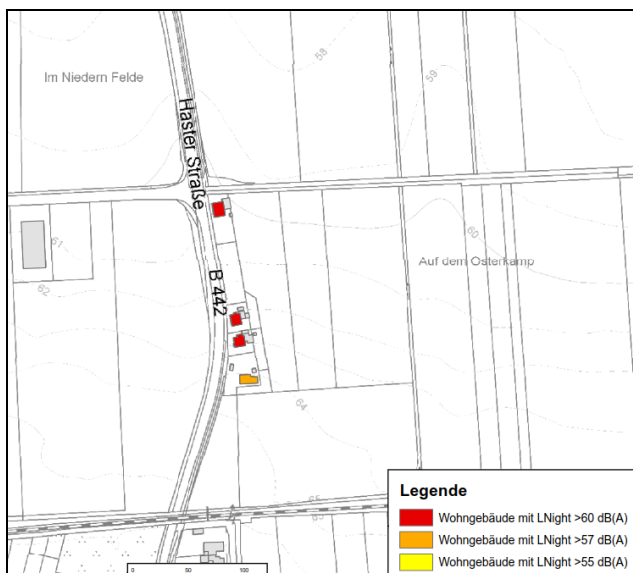 58
Im Niedern Felde
59
Haster Straße
60
61
Auf dem Osterkamp
62
B 442
64
65
Legende
Wohngebäude mit LNight >60 dB(A)
Wohngebäude mit LNight >57 dB(A)
Wohngebäude mit LNight >55 dB(A)
0 50 100